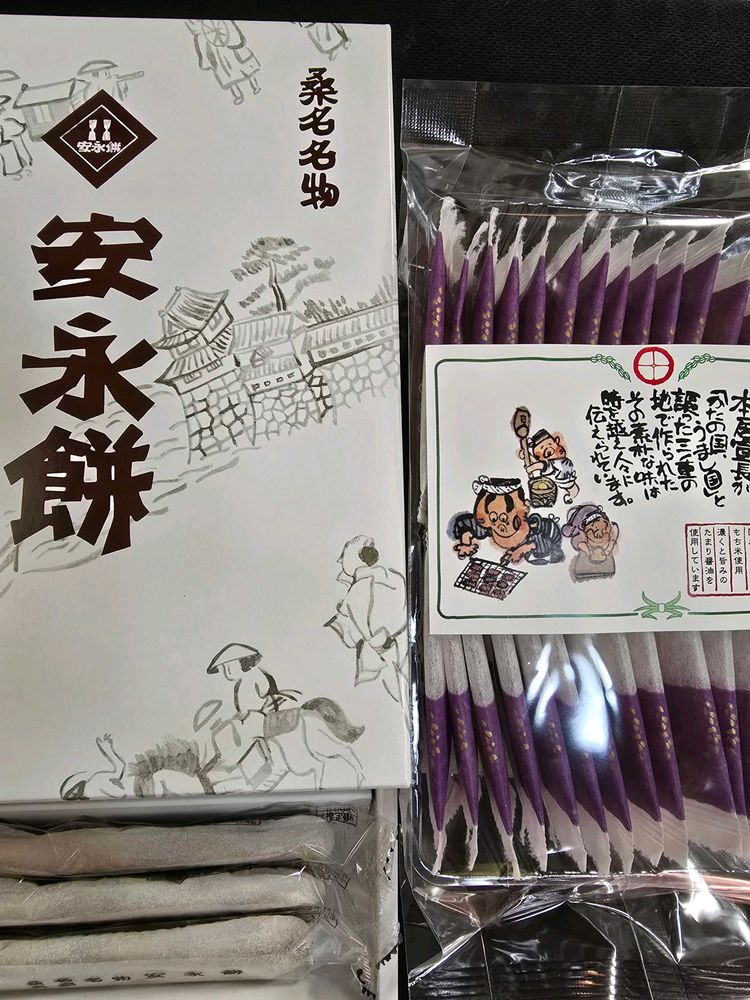 桑名名物
安永餅
安永餅
本居宣長が
「かたの国、
うまし国」と
謳った三重の
地で作られた
その素朴な味は
時を越え人々に
伝えられています。
もち米使用
濃くと旨みの
たまり醤油を
使用しています
桑名名物 安永餅